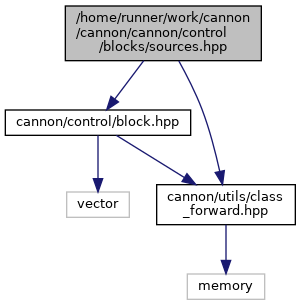 /home/runner/work/cannon
/cannon/cannon/control
/blocks/sources.hpp
cannon/control/block.hpp
vector
cannon/utils/class
_forward.hpp
memory